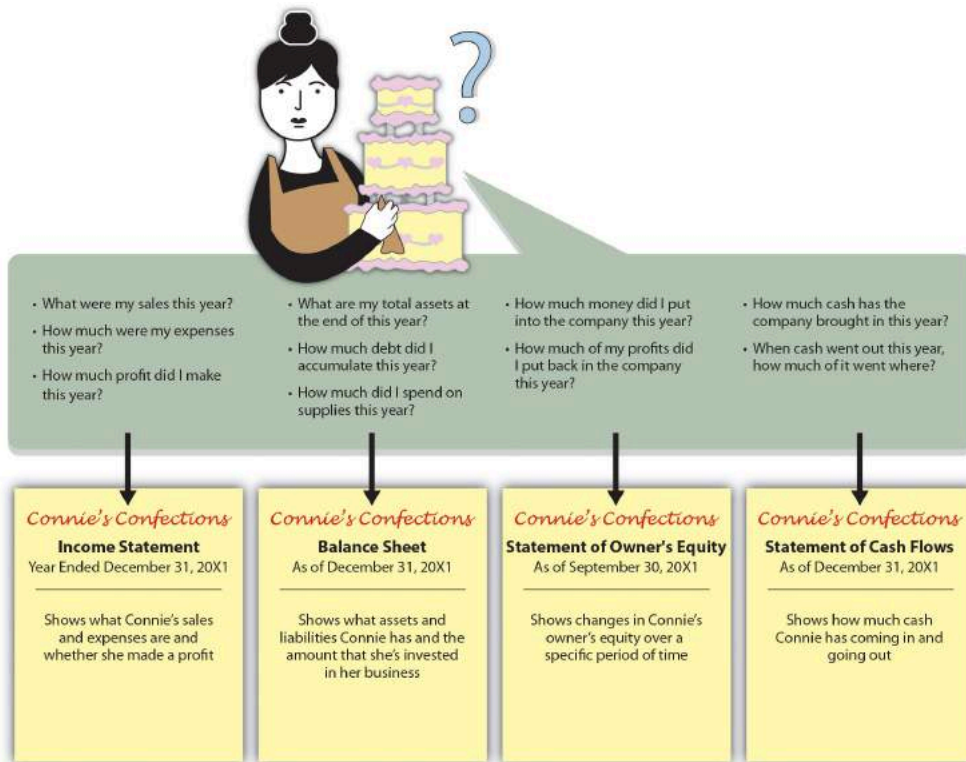 ?
• What were my sales this year?
• How much were my expenses
this year?
• How much profit did I make
this year?
• What are my total assets at
the end of this year?
• How much debt did I
accumulate this year?
• How much did I spend on
supplies this year?
• How much money did I put
into the company this year?
• How much of my profits did
I put back in the company
this year?
• How much cash has the
company brought in this year?
• When cash went out this year,
how much of it went where?
Connie's Confections
Income Statement
Year Ended December 31, 20X1
Shows what Connie's sales
and expenses are and
whether she made a profit
Connie's Confections
Balance Sheet
As of December 31, 20X1
Shows what assets and
liabilities Connie has and the
amount that she's invested
in her business
Connie's Confections
Statement of Owner's Equity
As of September 30, 20X1
Shows changes in Connie's
owner's equity over a
specific period of time
Connie's Confections
Statement of Cash Flows
As of December 31, 20X1
Shows how much cash
Connie has coming in and
going out